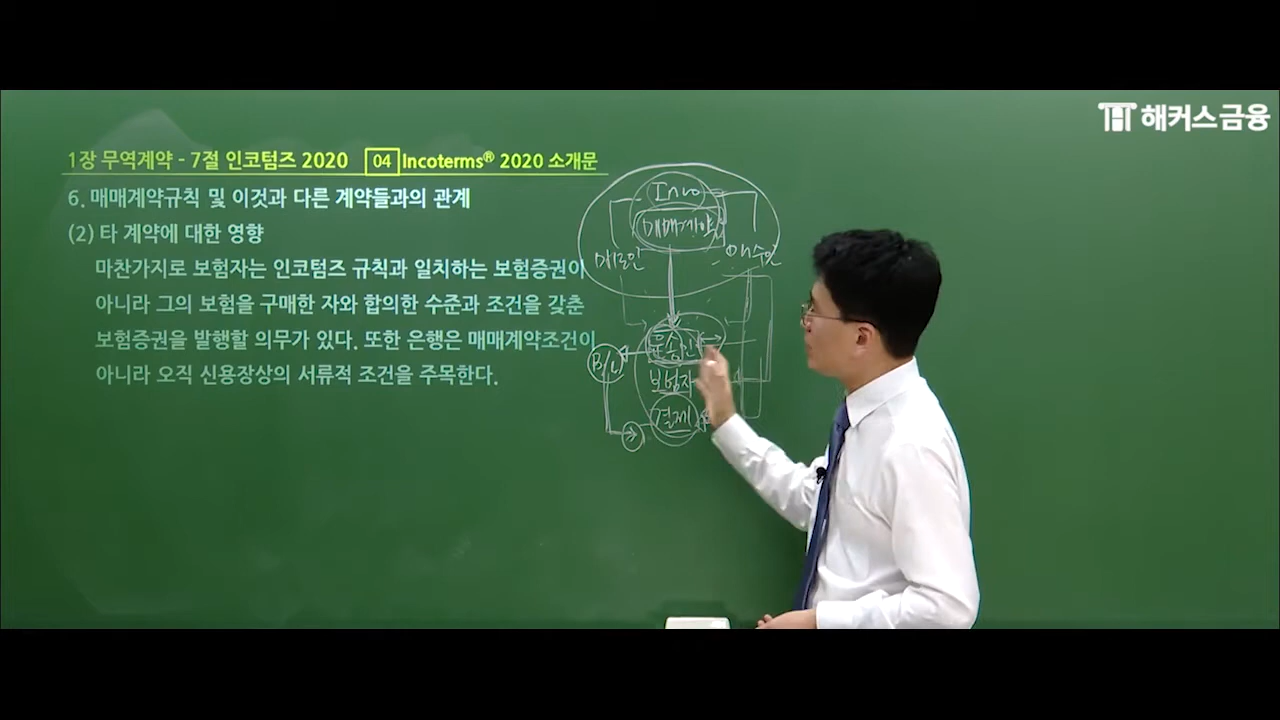 해커스금융
1장 무역계약 - 7절 인코텀즈 2020 04 Incoterms® 2020 소개문
6. 매매계약규칙 및 이것과 다른 계약들과의 관계
(2) 타 계약에 대한 영향
마찬가지로 보험자는 인코텀즈 규칙과 일치하는 보험증권이
아니라 그의 보험을 구매한 자와 합의한 수준과 조건을 갖춘
보험증권을 발행할 의무가 있다. 또한 은행은 매매계약조건이
아니라 오직 신용장상의 서류적 조건을 주목한다.
매매계약
매도인 매수인
B/L
보험자
결제